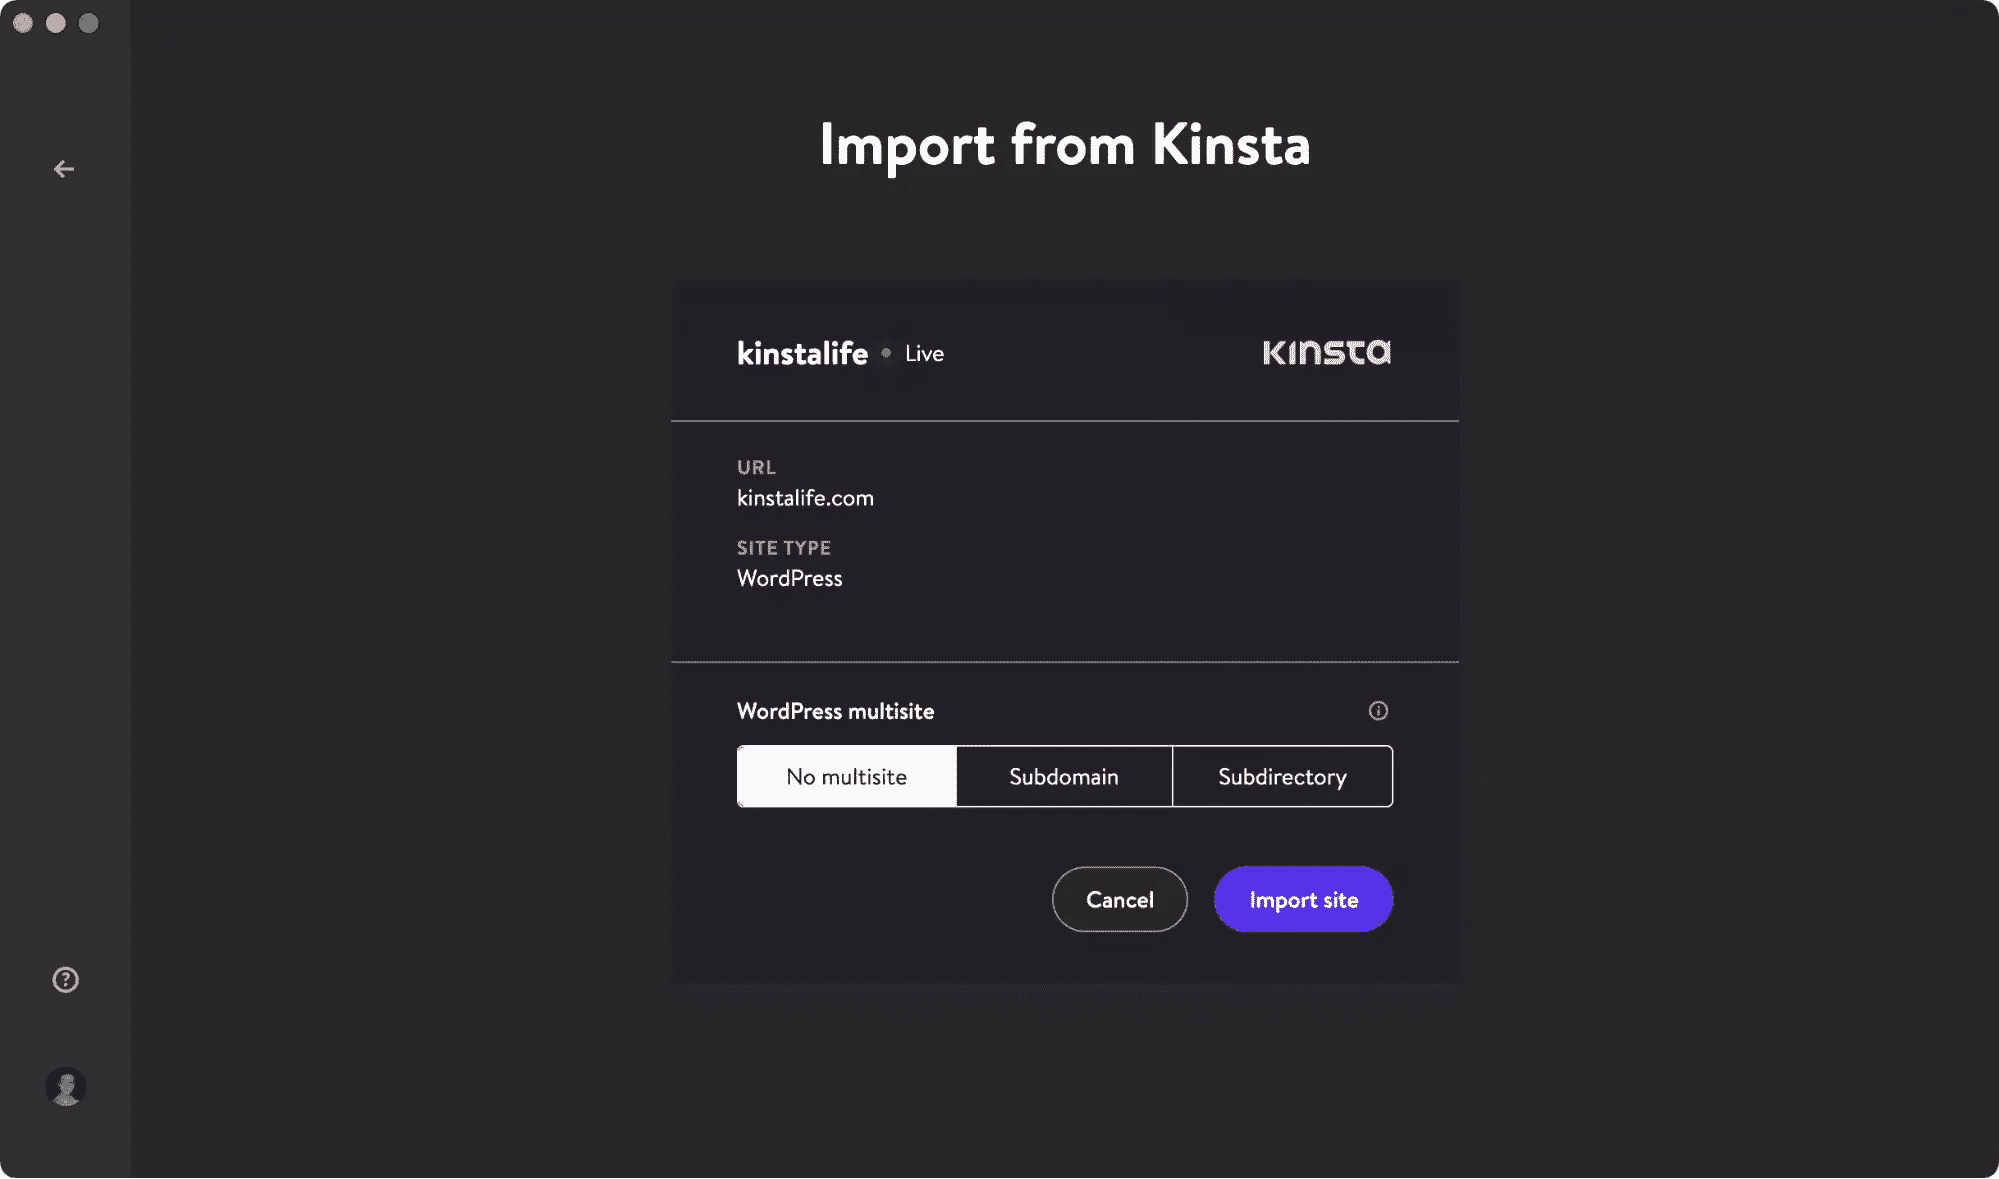 Import from Kinsta
kinstalife • Live
KINSTA
URL
kinstalife.com
SITE TYPE
WordPress
WordPress multisite
No multisite
Subdomain
Subdirectory
Cancel
Import site